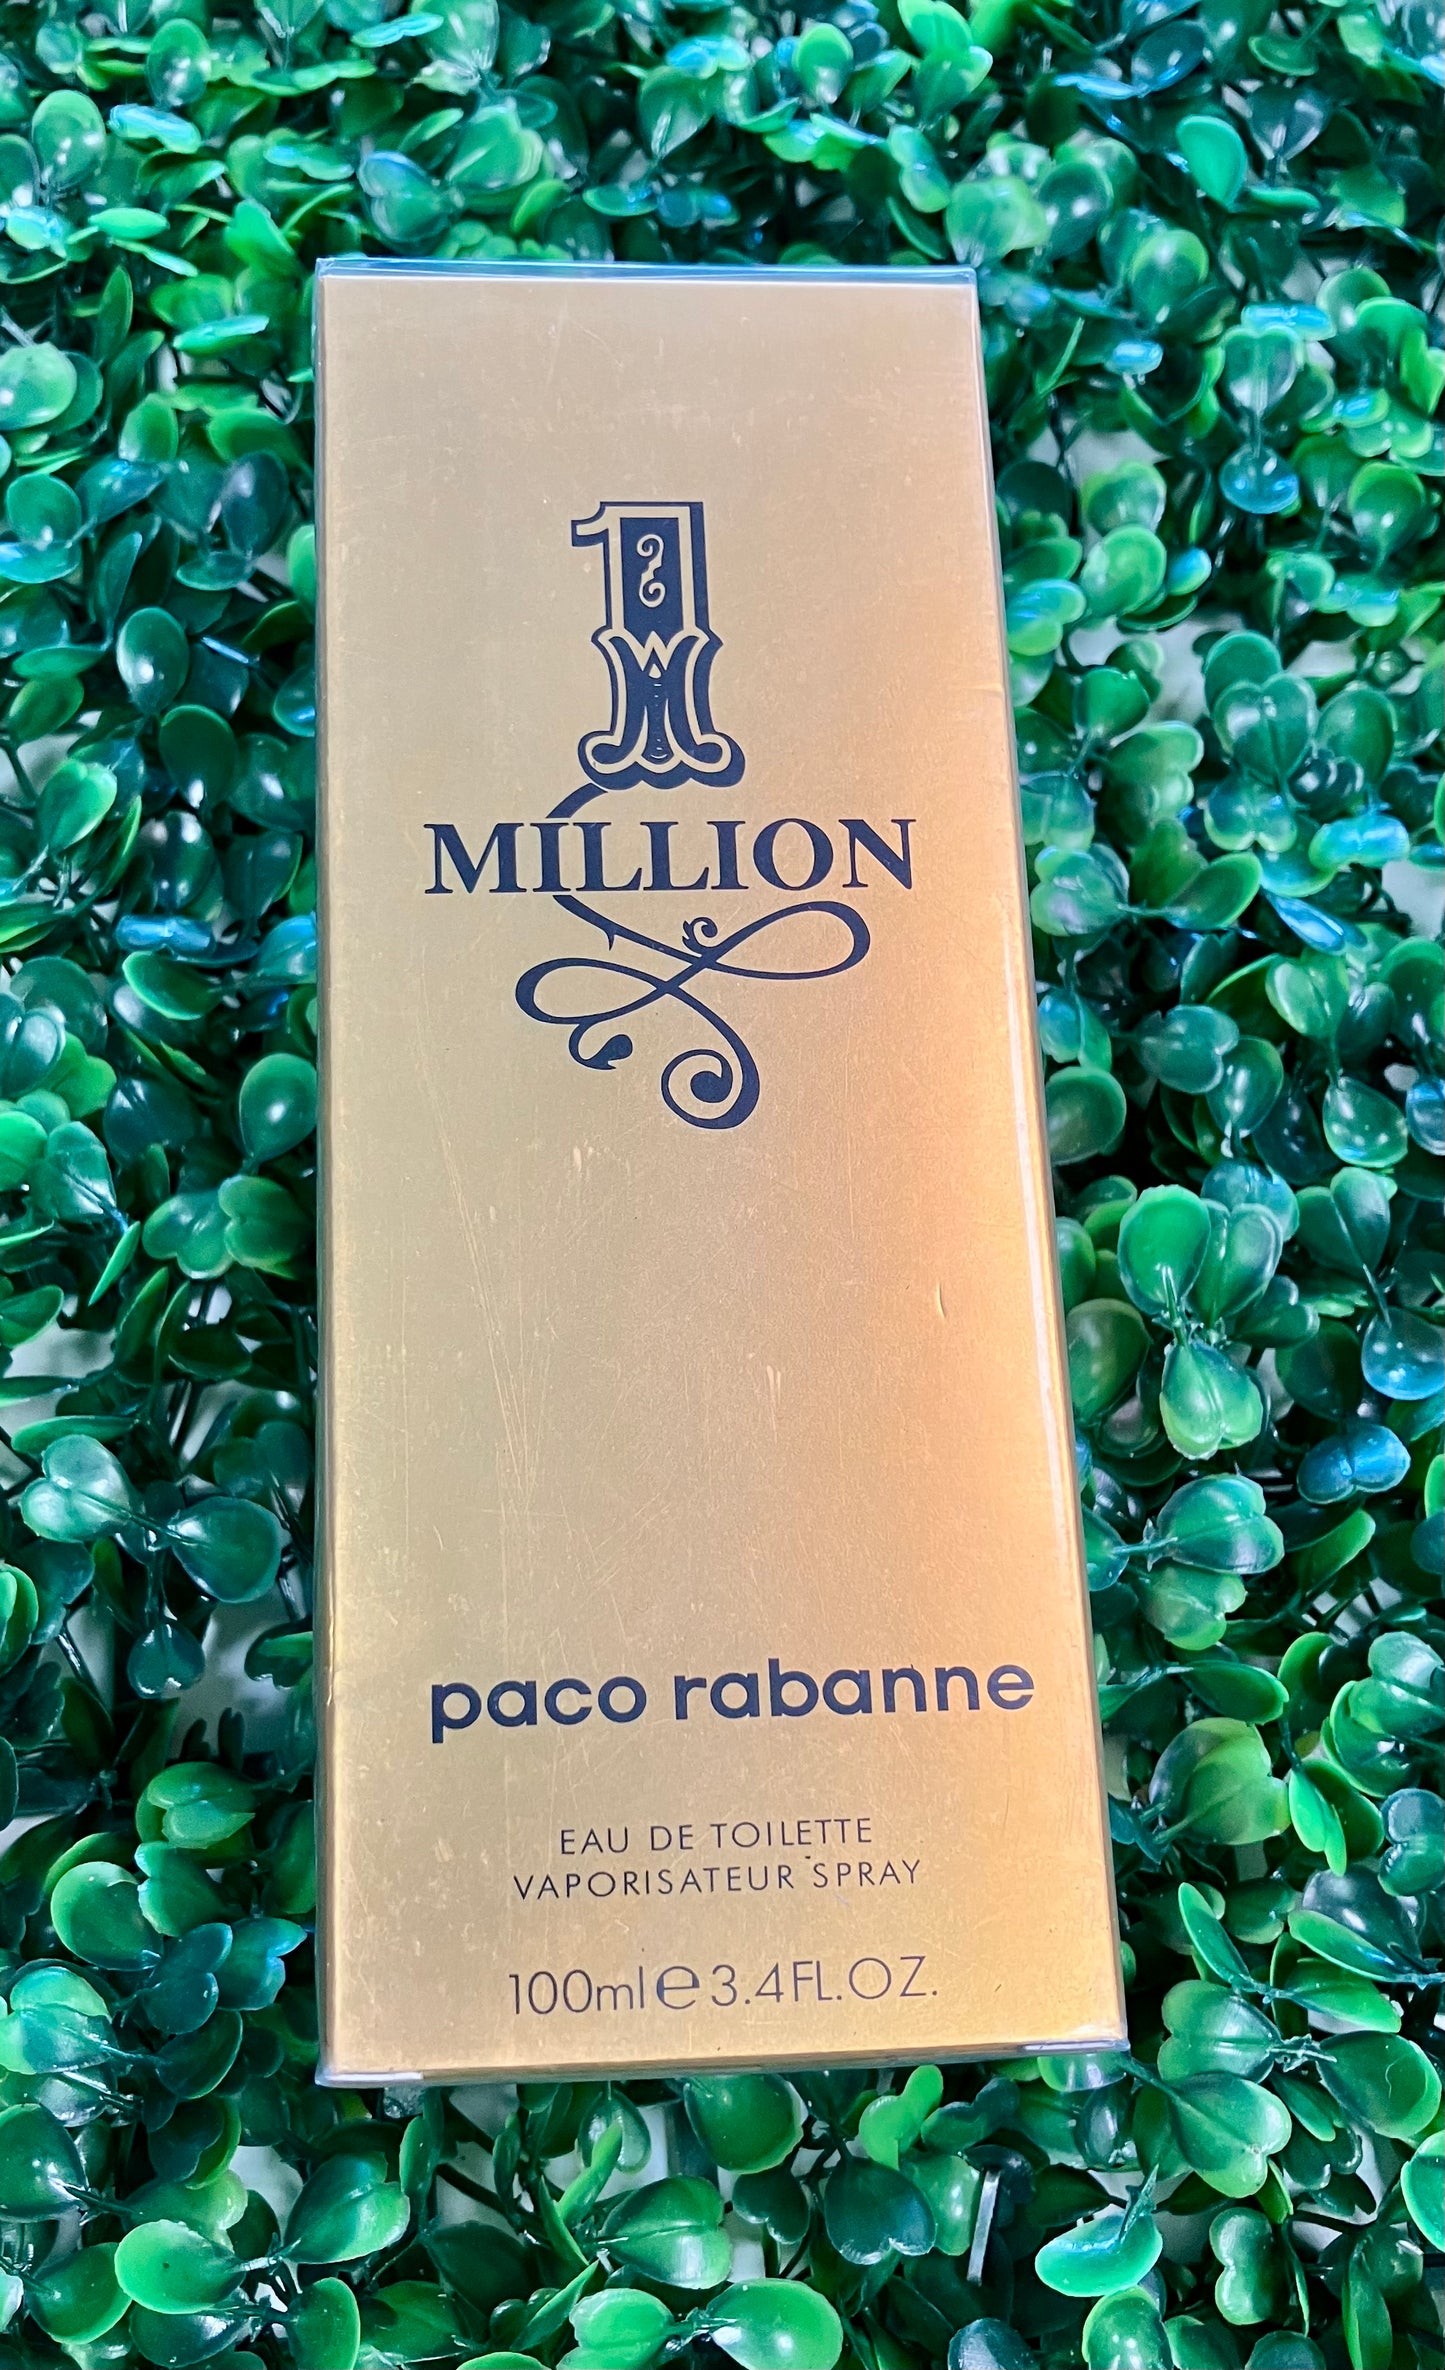 1
MILLION
paco rabanne
EAU DE TOILETTE
VAPORISATEUR SPRAY
100ml e 3.4FL.OZ.